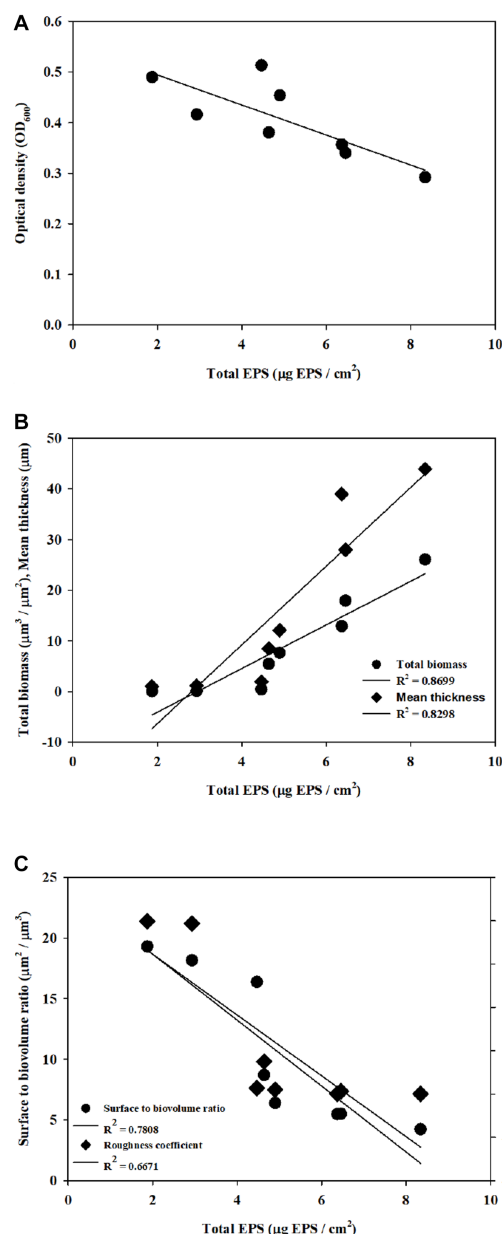 A
0.6
0.5
0.4
0.3
0.2
0.1
0.0
Optical density (OD600)
0 2 4 6 8 10
Total EPS (µg EPS / cm2)
B
50
40
30
20
10
0
-10
Total biomass (µm3 / µm2), Mean thickness (µm)
Total biomass
R2 = 0.8699
Mean thickness
R2 = 0.8298
0 2 4 6 8 10
Total EPS (µg EPS / cm2)
C
25
20
15
10
5
0
Surface to biovolume ratio (µm2 / µm3)
Surface to biovolume ratio
R2 = 0.7808
Roughness coefficient
R2 = 0.6671
0 2 4 6 8 10
Total EPS (µg EPS / cm2)